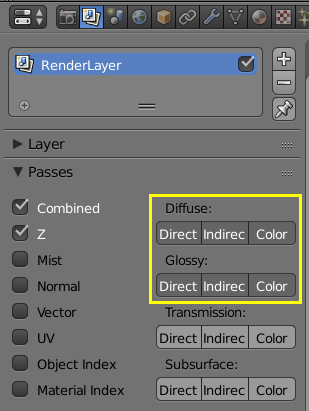 RenderLayer
Layer
Passes
Combined
Z
Mist
Normal
Vector
UV
Object Index
Material Index
Diffuse:
Direct Indirec Color
Glossy:
Direct Indirec Color
Transmission:
Direct Indirec Color
Subsurface:
Direct Indirec Color